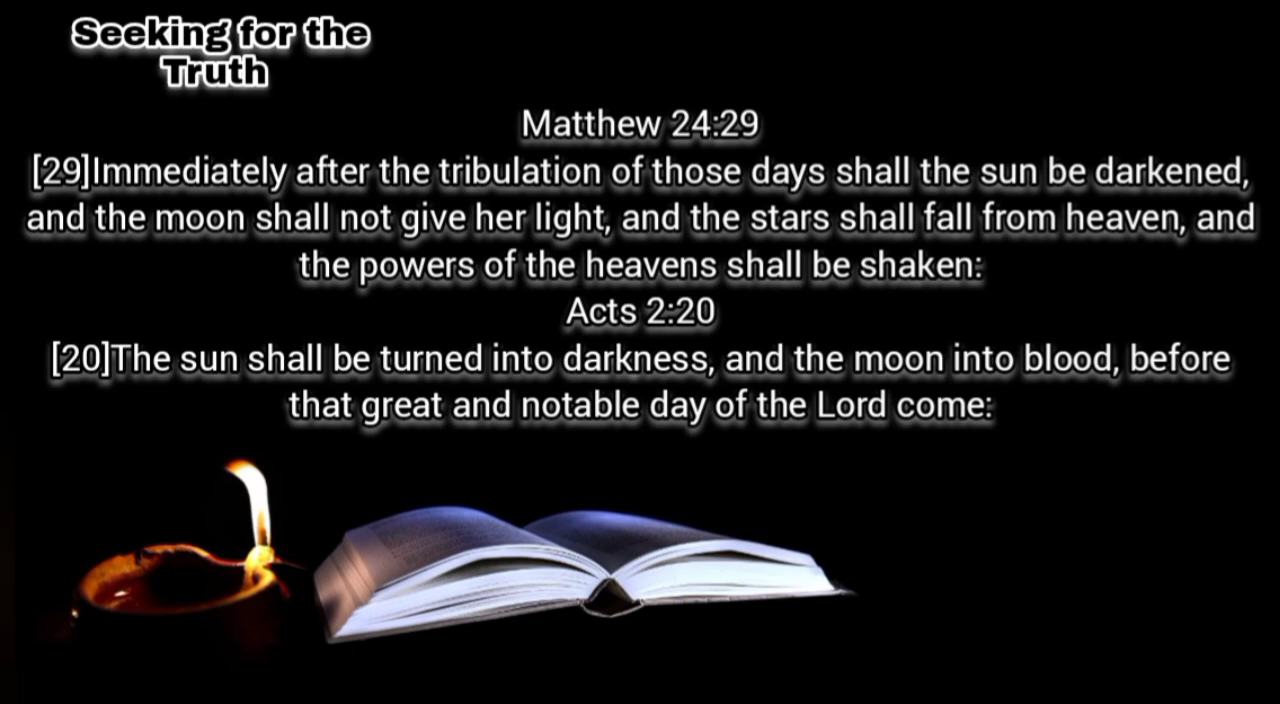 Seeking for the
Truth
Matthew 24:29
[29]Immediately after the tribulation of those days shall the sun be darkened,
and the moon shall not give her light, and the stars shall fall from heaven, and
the powers of the heavens shall be shaken:
Acts 2:20
[20]The sun shall be turned into darkness, and the moon into blood, before
that great and notable day of the Lord come: